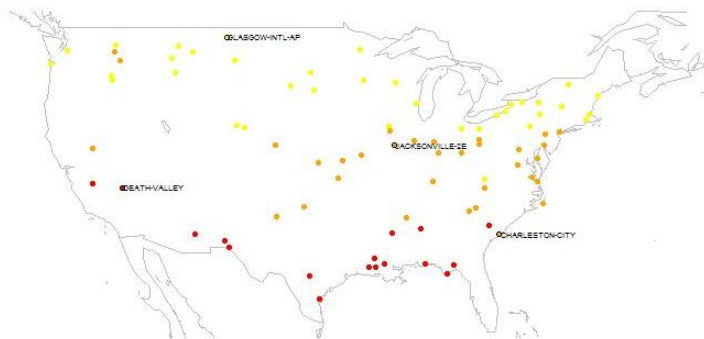 GLASGOW-INTL-AP
JACKSONVILLE-2E
DEATH-VALLEY
CHARLESTON-CITY